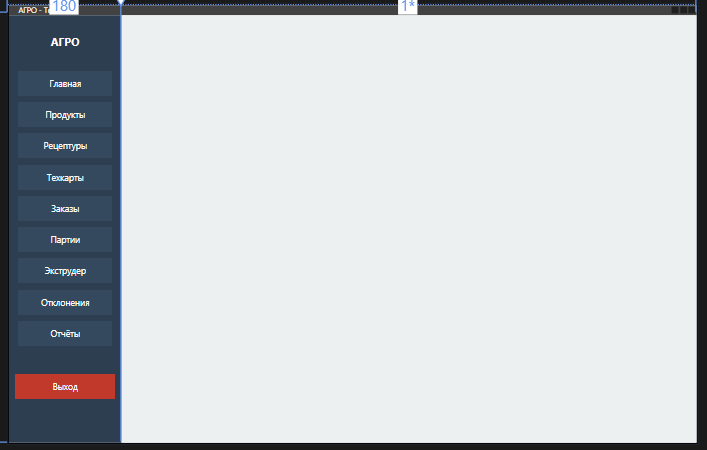 180
1*
АГРО -
АГРО
Главная
Продукты
Рецептуры
Техкарты
Заказы
Партии
Экструдер
Отклонения
Отчёты
Выход